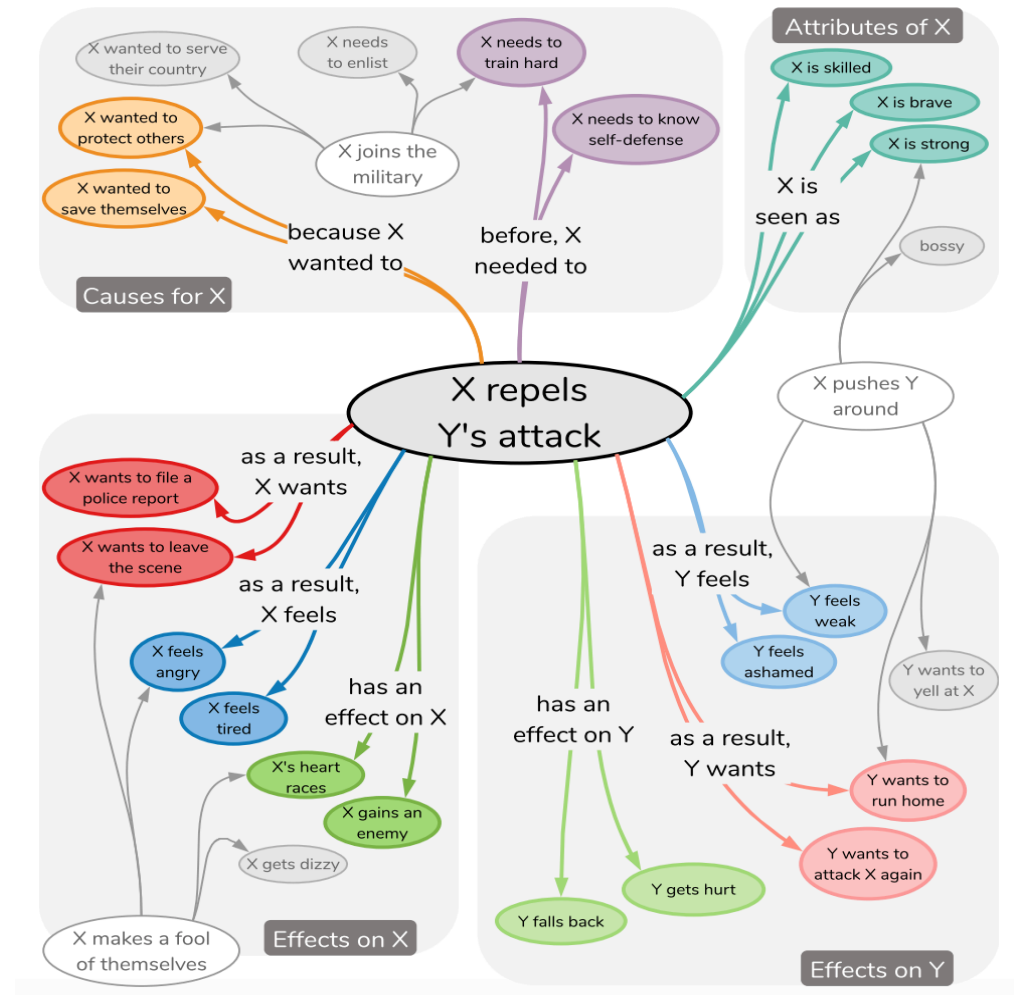 Attributes of X
X wanted to serve
their country
X needs
to enlist
X needs to
train hard
X is skilled
X is brave
X is strong
X wanted to
protect others
X needs to know
self-defense
X joins the
military
X wanted to
save themselves
X is
seen as
because X
wanted to
before, X
needed to
bossy
Causes for X
X repels
Y's attack
X pushes Y
around
as a result,
X wants
X wants to file a
police report
X wants to leave
the scene
as a result,
X feels
X feels
angry
X feels
tired
has an
effect on X
X's heart
races
X gains an
enemy
X gets dizzy
X makes a fool
of themselves
Effects on X
as a result,
Y feels
Y feels
weak
Y feels
ashamed
Y wants to
yell at X
has an
effect on Y
as a result,
Y wants
Y wants to
run home
Y wants to
attack X again
Y gets hurt
Y falls back
Effects on Y